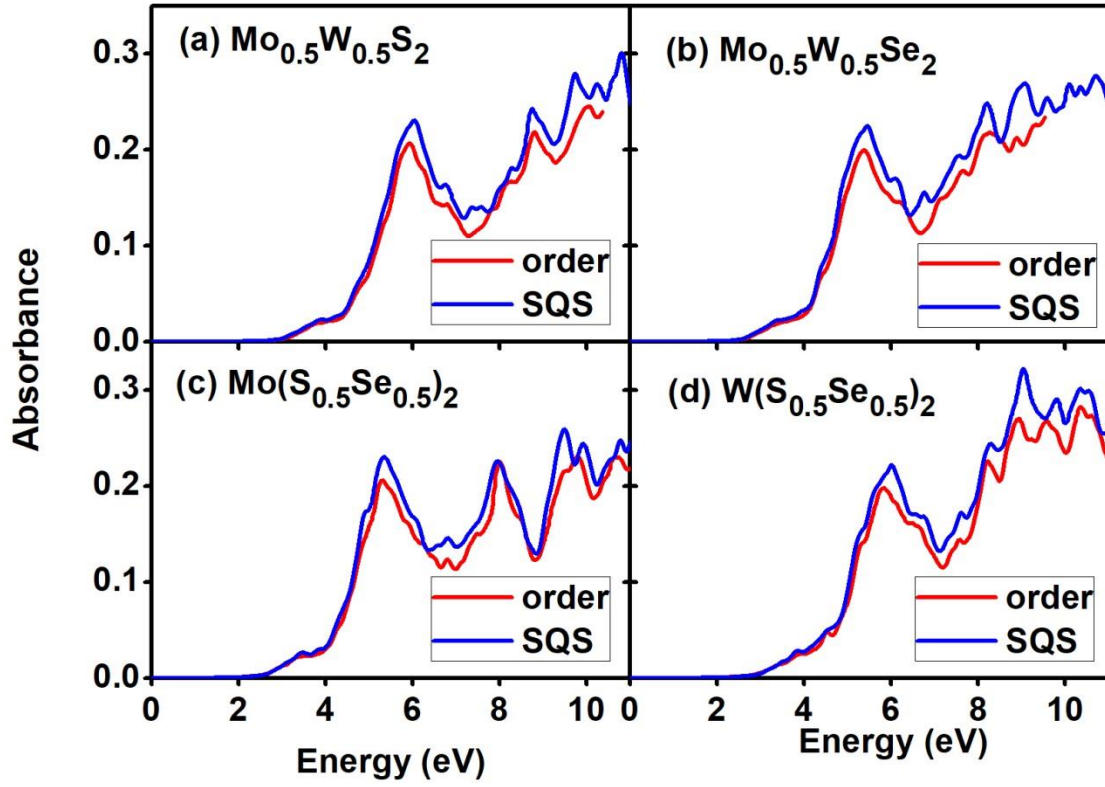 Absorbance
0.3
0.2
0.1
0.0
(a) Mo0.5W0.5S2
order
SQS
(b) Mo0.5W0.5Se2
order
SQS
0.3
0.2
0.1
0.0
(c) Mo(S0.5Se0.5)2
order
SQS
(d) W(S0.5Se0.5)2
order
SQS
0 2 4 6 8 10 0 2 4 6 8 10
Energy (eV) Energy (eV)